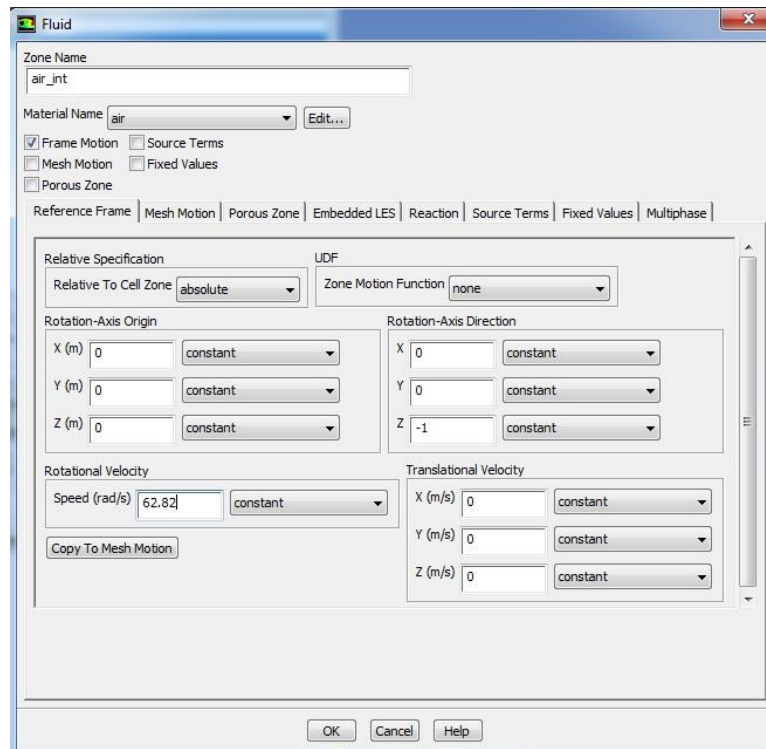 Fluid
Zone Name
air_int
Material Name air Edit...
Frame Motion Source Terms
Mesh Motion Fixed Values
Porous Zone
Reference Frame Mesh Motion Porous Zone Embedded LES Reaction Source Terms Fixed Values Multiphase
Relative Specification UDF
Relative To Cell Zone absolute Zone Motion Function none
Rotation-Axis Origin Rotation-Axis Direction
X (m) 0 constant X 0 constant
Y (m) 0 constant Y 0 constant
Z (m) 0 constant Z -1 constant
Rotational Velocity Translational Velocity
Speed (rad/s) 62.82 constant X (m/s) 0 constant
Copy To Mesh Motion Y (m/s) 0 constant
Z (m/s) 0 constant
OK Cancel Help